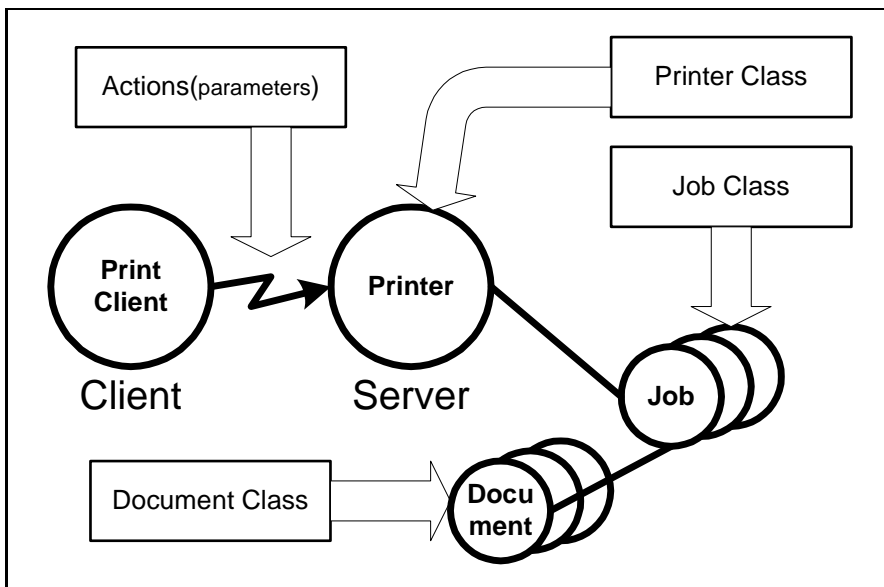 Actions(parameters)
Printer Class
Job Class
Print
Client
Printer
Client
Server
Job
Document Class
Docu
ment